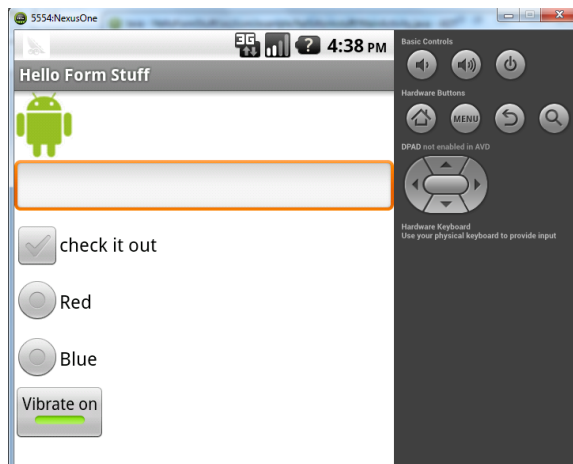 5554:NexusOne
3G
4:38 PM
Hello Form Stuff
check it out
Red
Blue
Vibrate on
Basic Controls
Hardware Buttons
MENU
DPAD not enabled in AVD
Hardware Keyboard
Use your physical keyboard to provide input